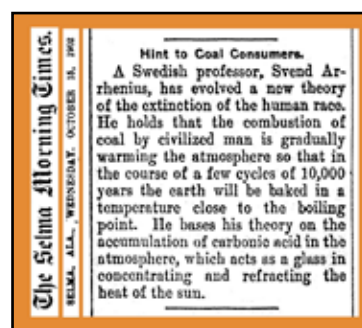 The Selma Morning Times.
SELMA, ALA., WEDNESDAY, OCTOBER 15, 1902
Hint to Coal Consumers.
A Swedish professor, Svend Ar-
rhenius, has evolved a new theory
of the extinction of the human race.
He holds that the combustion of
coal by civilized man is gradually
warming the atmosphere so that in
the course of a few cycles of 10,000
years the earth will be baked in a
temperature close to the boiling
point. He bases his theory on the
accumulation of carbonic acid in the
atmosphere, which acts as a glass in
concentrating and refracting the
heat of the sun.